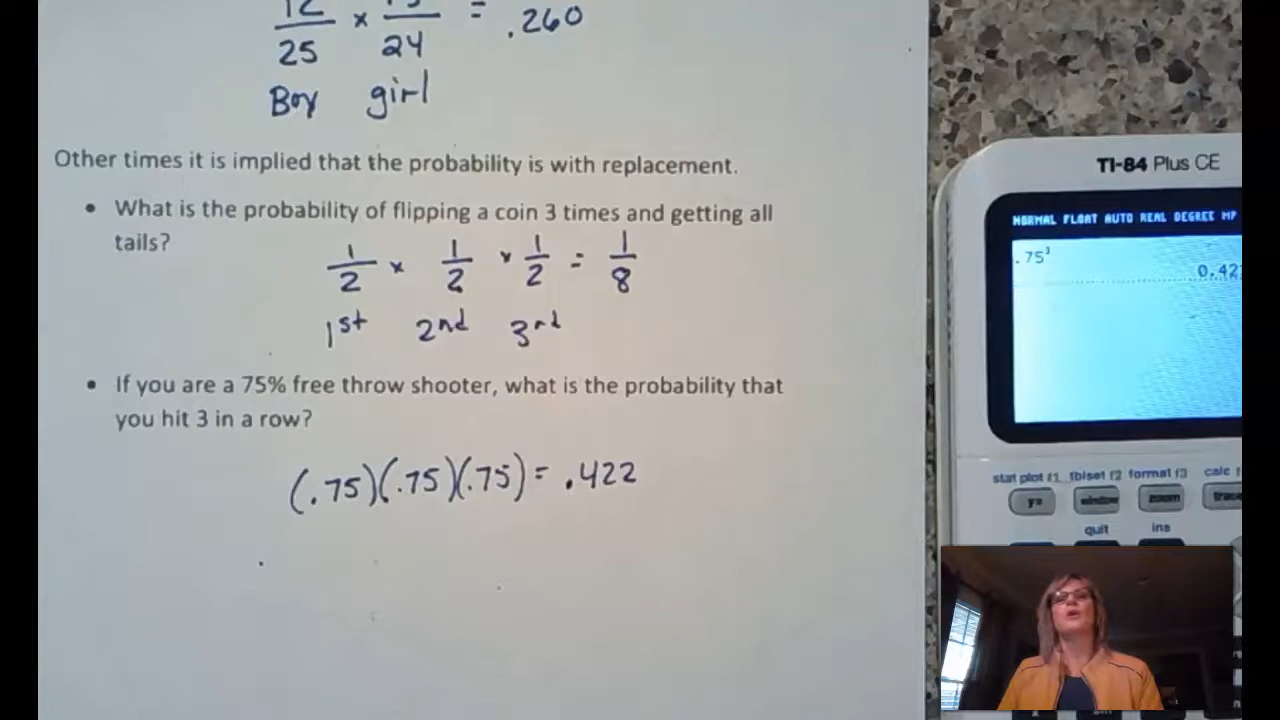 12/25 × /24 = .260
Boy girl
Other times it is implied that the probability is with replacement.
• What is the probability of flipping a coin 3 times and getting all
tails?
1/2 × 1/2 × 1/2 = 1/8
1st 2nd 3rd
• If you are a 75% free throw shooter, what is the probability that
you hit 3 in a row?
(.75)(.75)(.75) = .422
TI-84 Plus CE
NORMAL FLOAT AUTO REAL DEGREE MP
.75³
0.42
stat plot f1 tblset f2 format f3 calc
y= window zoom trace
quit ins